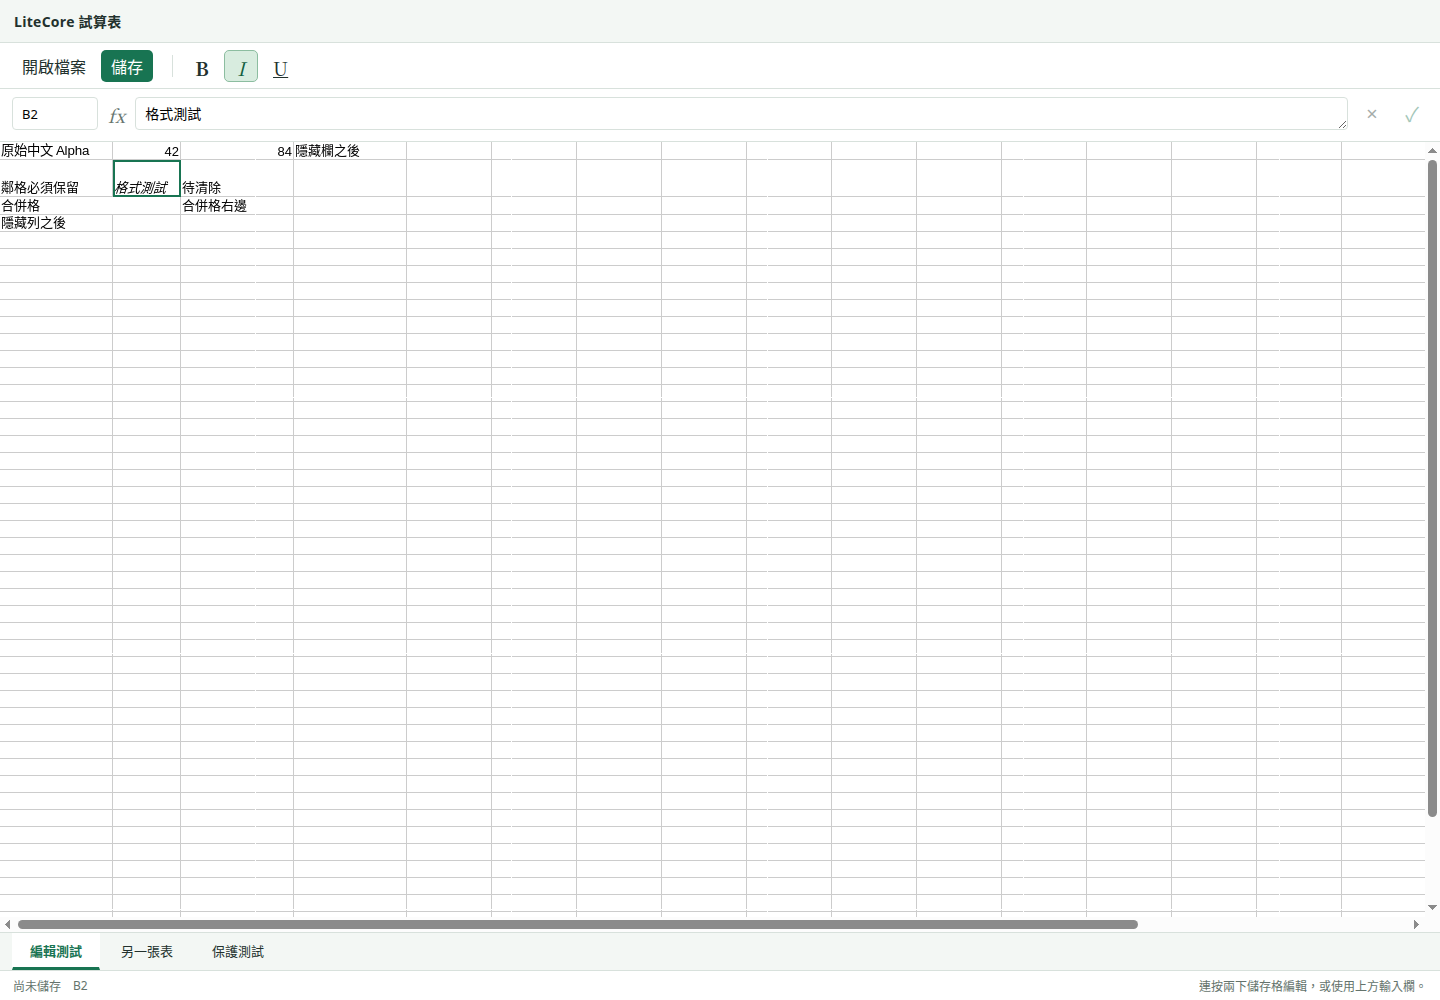 LiteCore 試算表
開啟檔案 儲存 B I U
B2 fx 格式測試 × ✓
原始中文 Alpha 42 84 隱藏欄之後
鄰格必須保留 格式測試 待清除
合併格 合併格右邊
隱藏列之後
編輯測試 另一張表 保護測試
尚未儲存 B2 連按兩下儲存格編輯，或使用上方輸入欄。